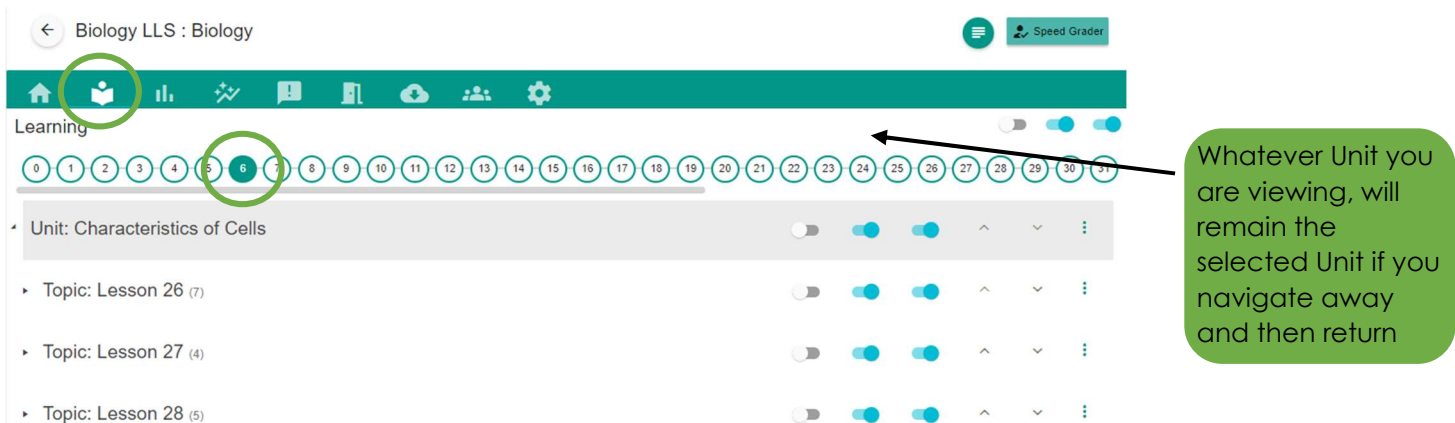 Biology LLS : Biology
Speed Grader
Learning
0 1 2 3 4 5 6 7 8 9 10 11 12 13 14 15 16 17 18 19 20 21 22 23 24 25 26 27 28 29 30 31
Unit: Characteristics of Cells
Topic: Lesson 26 (7)
Topic: Lesson 27 (4)
Topic: Lesson 28 (5)
Whatever Unit you
are viewing, will
remain the
selected Unit if you
navigate away
and then return